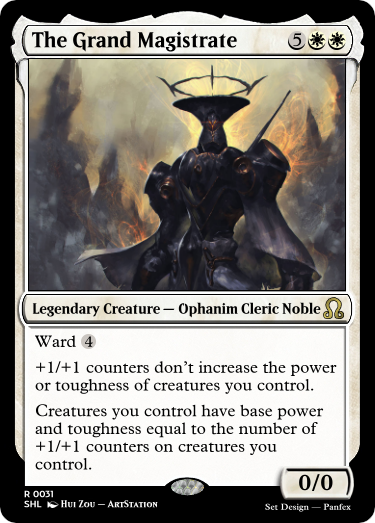 The Grand Magistrate 5
Legendary Creature — Ophanim Cleric Noble
Ward 4
+1/+1 counters don't increase the power
or toughness of creatures you control.
Creatures you control have base power
and toughness equal to the number of
+1/+1 counters on creatures you
control.
0/0
R 0031
SHL Hui Zou — ArtStation
Set Design — Panfex